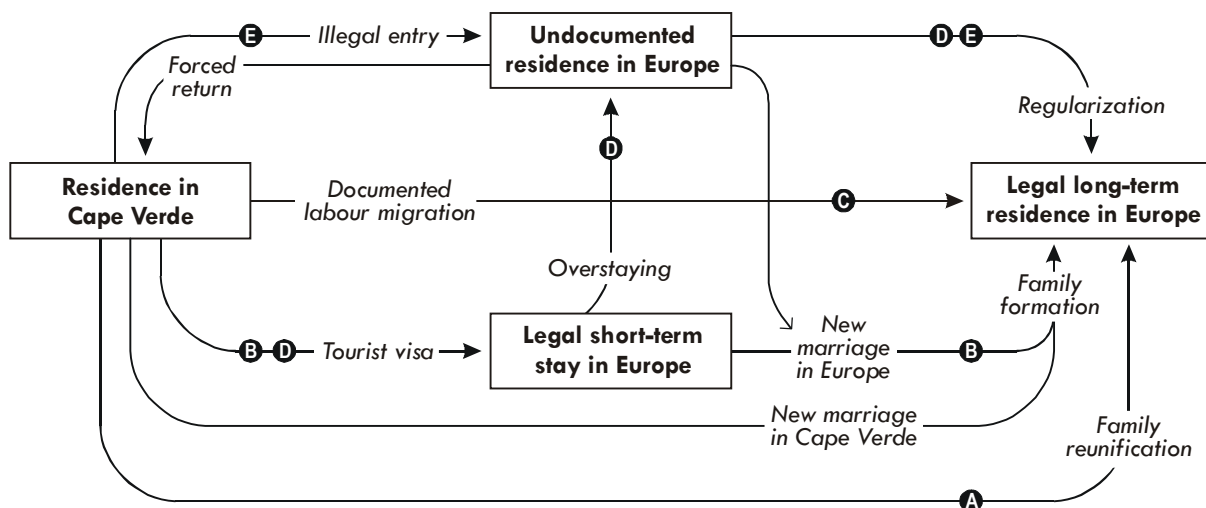 E Illegal entry
Undocumented
residence in Europe
D E
Forced
return
Regularization
D
Residence in
Cape Verde
Documented
labour migration
C
Legal long-term
residence in Europe
Overstaying
Family
formation
B D Tourist visa
Legal short-term
stay in Europe
New
marriage
in Europe
B
New marriage
in Cape Verde
Family
reunification
A